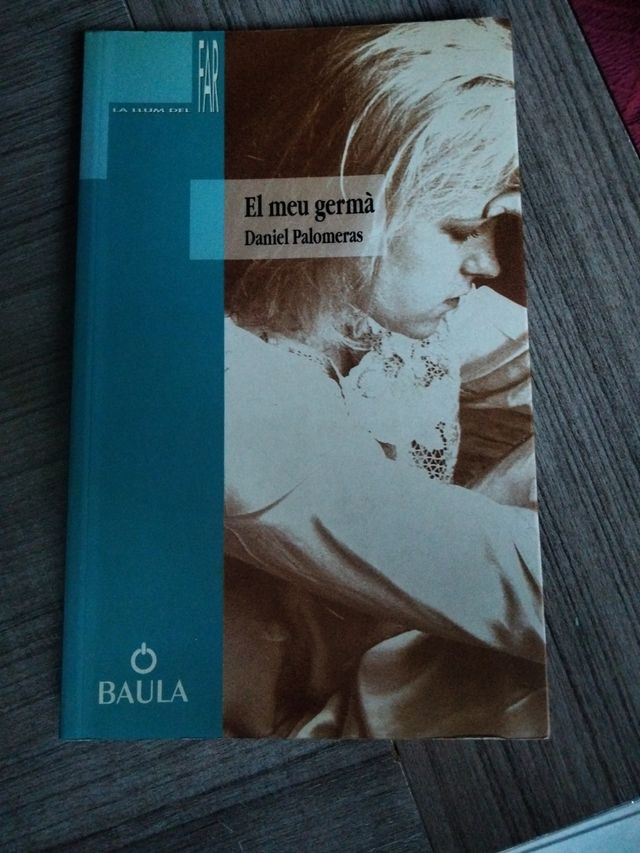 LA LLUM DEL FAR
El meu germà
Daniel Palomeras
BAULA